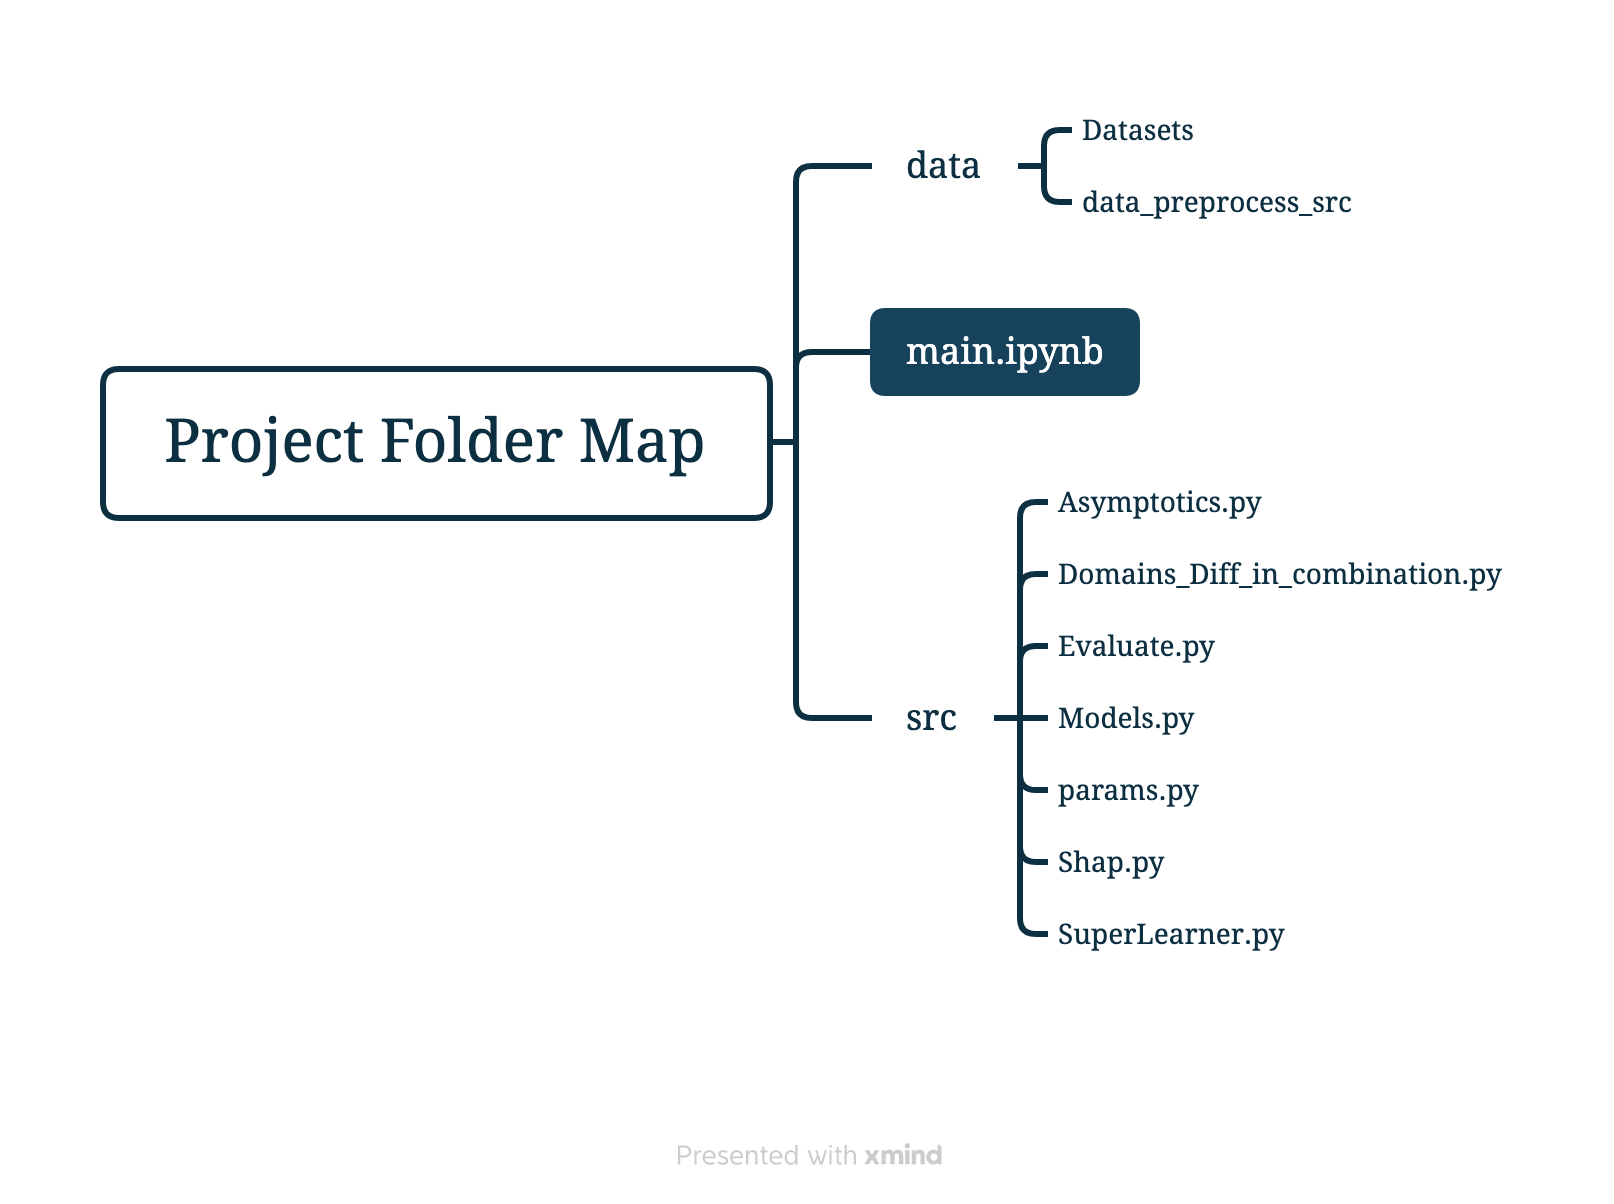 Project Folder Map
data
Datasets
data_preprocess_src
main.ipynb
src
Asymptotics.py
Domains_Diff_in_combination.py
Evaluate.py
Models.py
params.py
Shap.py
SuperLearner.py
Presented with xmind